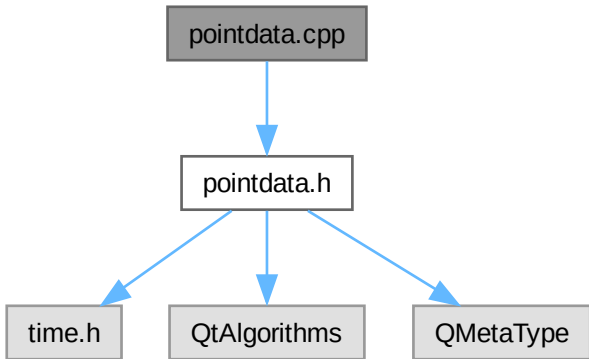 pointdata.cpp
pointdata.h
time.h
QtAlgorithms
QMetaType